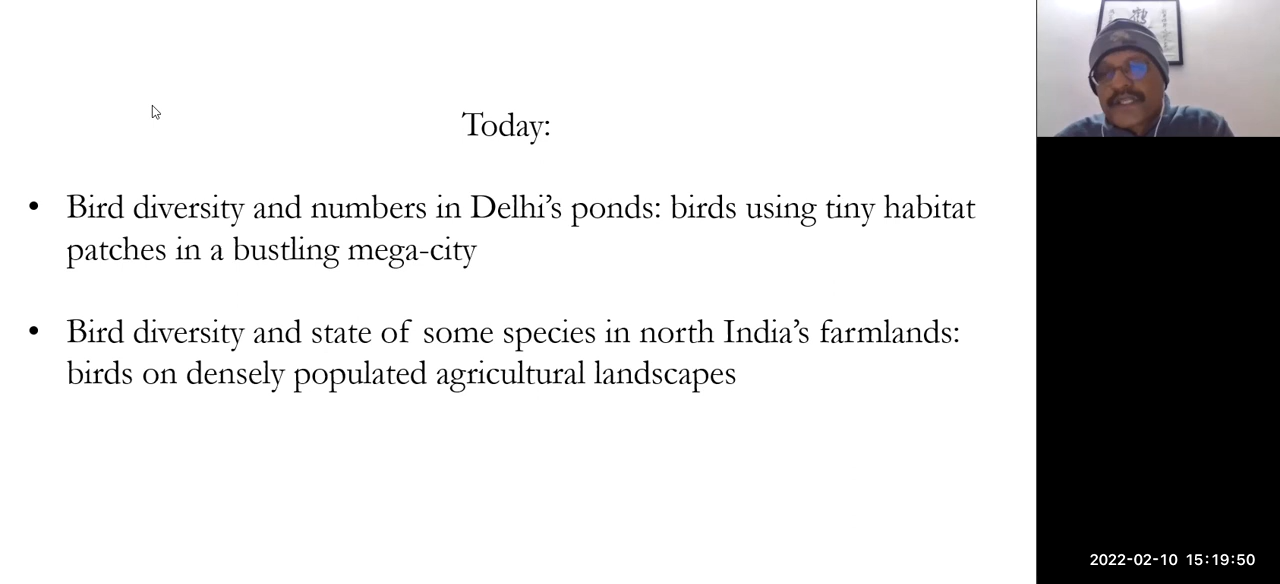 Today:
• Bird diversity and numbers in Delhi’s ponds: birds using tiny habitat
patches in a bustling mega-city
• Bird diversity and state of some species in north India’s farmlands:
birds on densely populated agricultural landscapes
2022-02-10 15:19:50